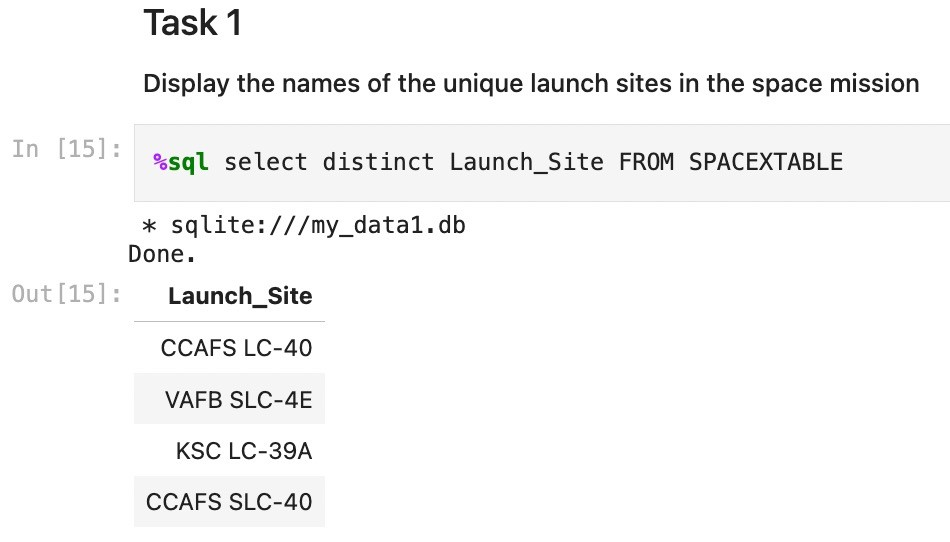 Task 1
Display the names of the unique launch sites in the space mission
In [15]: %sql select distinct Launch_Site FROM SPACEXTABLE
* sqlite:///my_data1.db
Done.
Out[15]: Launch_Site
CCAFS LC-40
VAFB SLC-4E
KSC LC-39A
CCAFS SLC-40